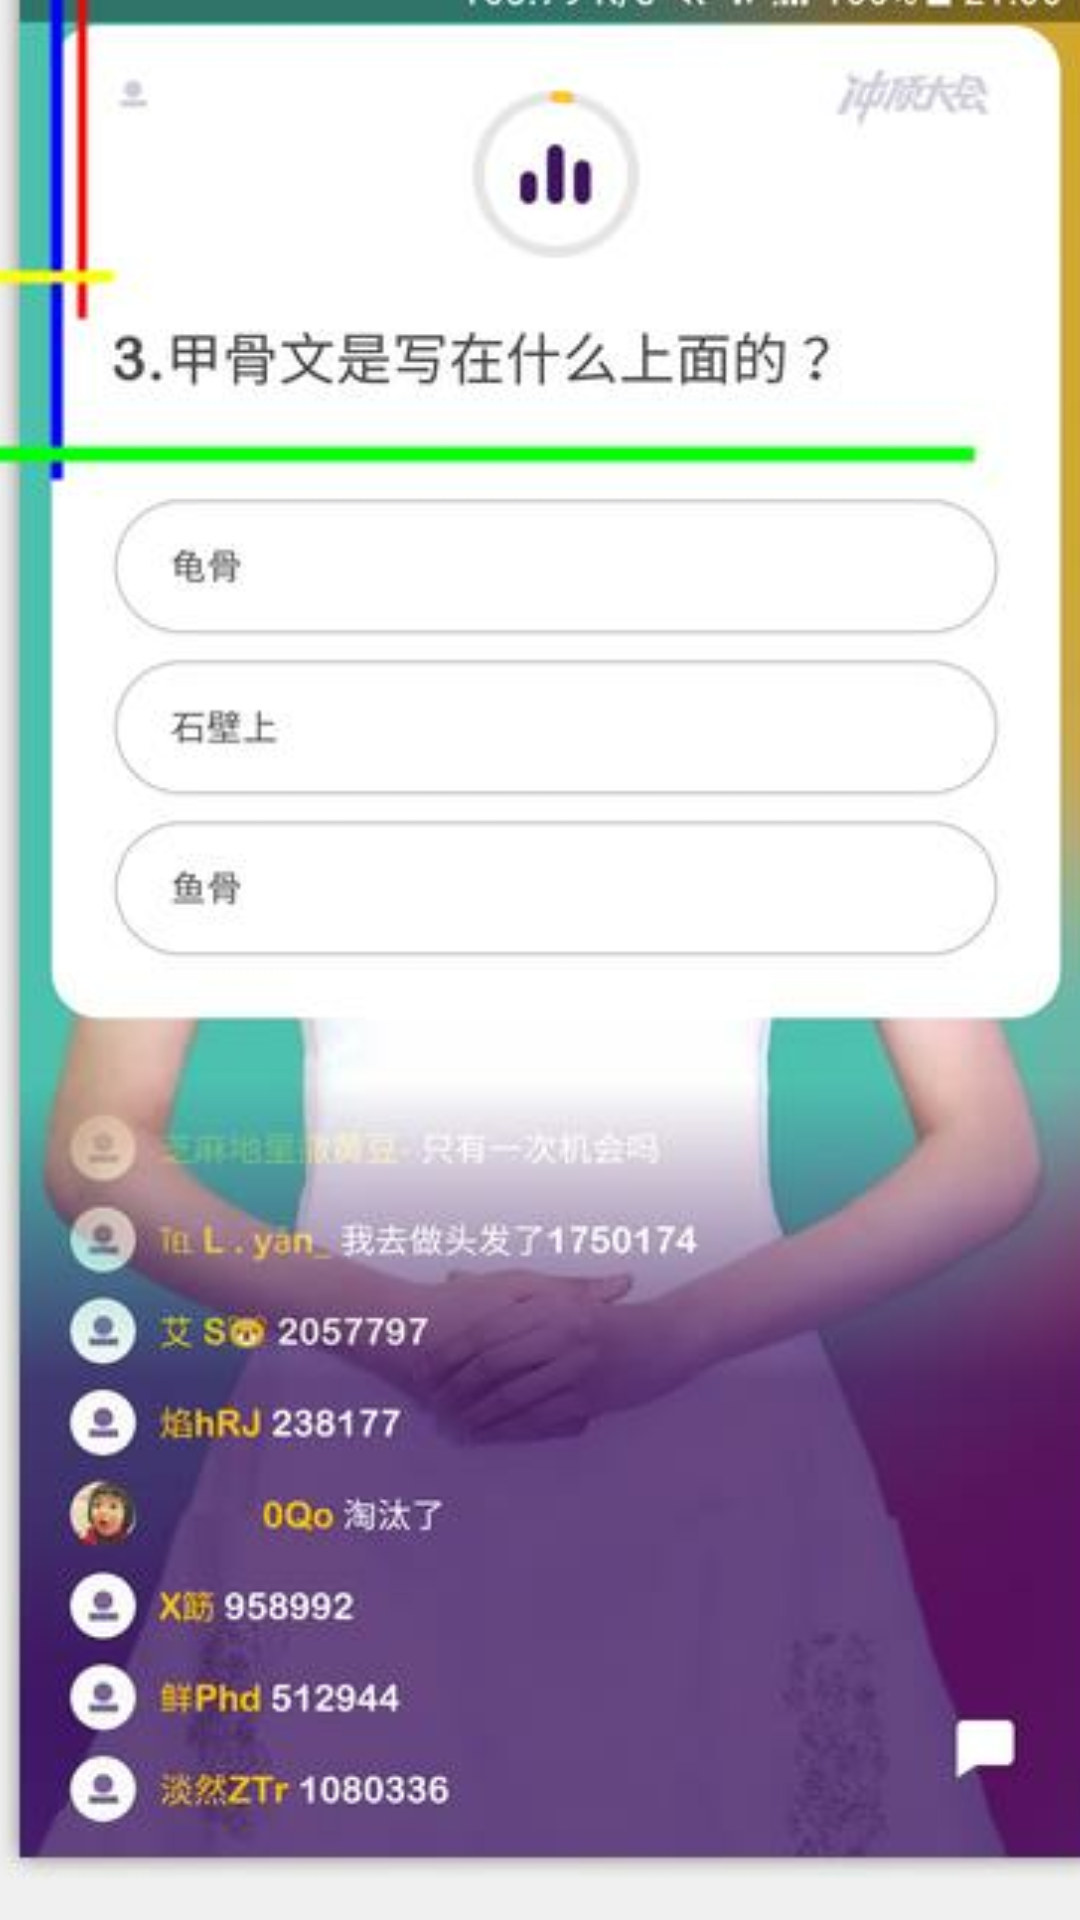 冲顶大会
3.甲骨文是写在什么上面的？
龟骨
石壁上
鱼骨
芝麻地里撒黄豆- 只有一次机会吗
L . yān_ 我去做头发了1750174
艾 S🐵 2057797
焰hRJ 238177
0Qo 淘汰了
X筋 958992
鲜Phd 512944
淡然ZTr 1080336